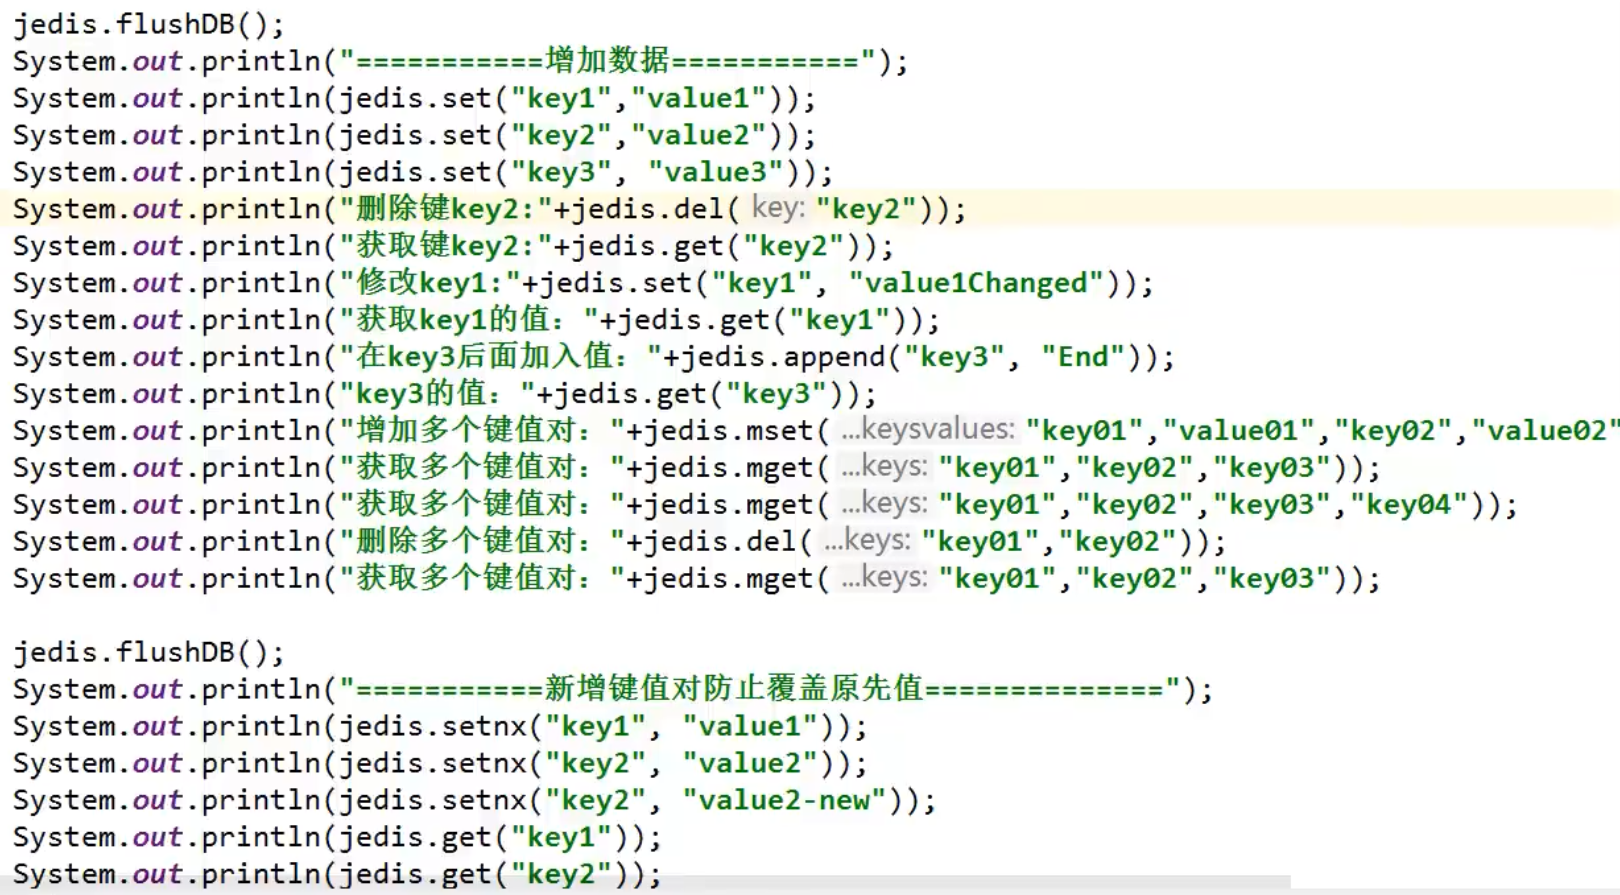 jedis.flushDB();
System.out.println("===========增加数据===========");
System.out.println(jedis.set("key1","value1"));
System.out.println(jedis.set("key2","value2"));
System.out.println(jedis.set("key3", "value3"));
System.out.println("删除键key2:"+jedis.del( key: "key2"));
System.out.println("获取键key2:"+jedis.get("key2"));
System.out.println("修改key1:"+jedis.set("key1", "value1Changed"));
System.out.println("获取key1的值："+jedis.get("key1"));
System.out.println("在key3后面加入值："+jedis.append("key3", "End"));
System.out.println("key3的值："+jedis.get("key3"));
System.out.println("增加多个键值对："+jedis.mset( ...keysvalues: "key01","value01","key02","value02"
System.out.println("获取多个键值对："+jedis.mget( ...keys: "key01","key02","key03"));
System.out.println("获取多个键值对："+jedis.mget( ...keys: "key01","key02","key03","key04"));
System.out.println("删除多个键值对："+jedis.del( ...keys: "key01","key02"));
System.out.println("获取多个键值对："+jedis.mget( ...keys: "key01","key02","key03"));
jedis.flushDB();
System.out.println("===========新增键值对防止覆盖原先值==============");
System.out.println(jedis.setnx("key1", "value1"));
System.out.println(jedis.setnx("key2", "value2"));
System.out.println(jedis.setnx("key2", "value2-new"));
System.out.println(jedis.get("key1"));
System.out.println(jedis.get("key2"));